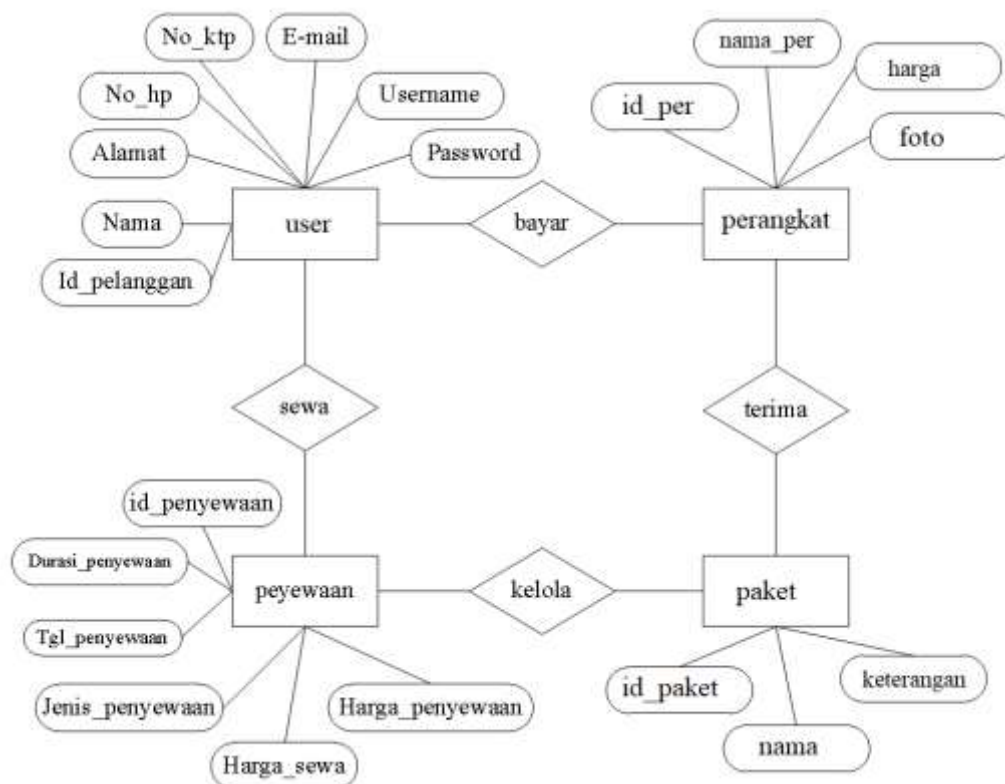 No_ktp
E-mail
nama_per
harga
No_hp
Username
id_per
foto
Alamat
Password
Nama
user
bayar
perangkat
Id_pelanggan
sewa
terima
id_penyewaan
Durasi_penyewaan
peyewaan
kelola
paket
Tgl_penyewaan
keterangan
id_paket
Jenis_penyewaan
Harga_penyewaan
nama
Harga_sewa